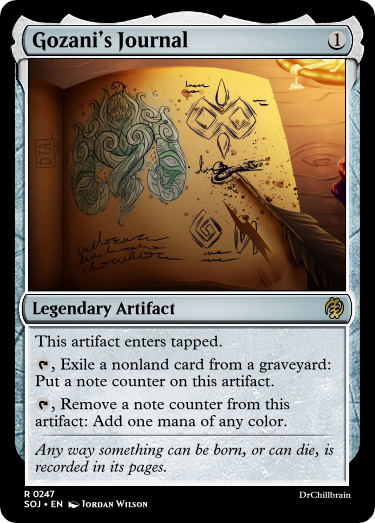 Gozani's Journal 1
Legendary Artifact
This artifact enters tapped.
, Exile a nonland card from a graveyard:
Put a note counter on this artifact.
, Remove a note counter from this
artifact: Add one mana of any color.
Any way something can be born, or can die, is
recorded in its pages.
R 0247
SOJ • EN Jordan Wilson
DrChillbrain